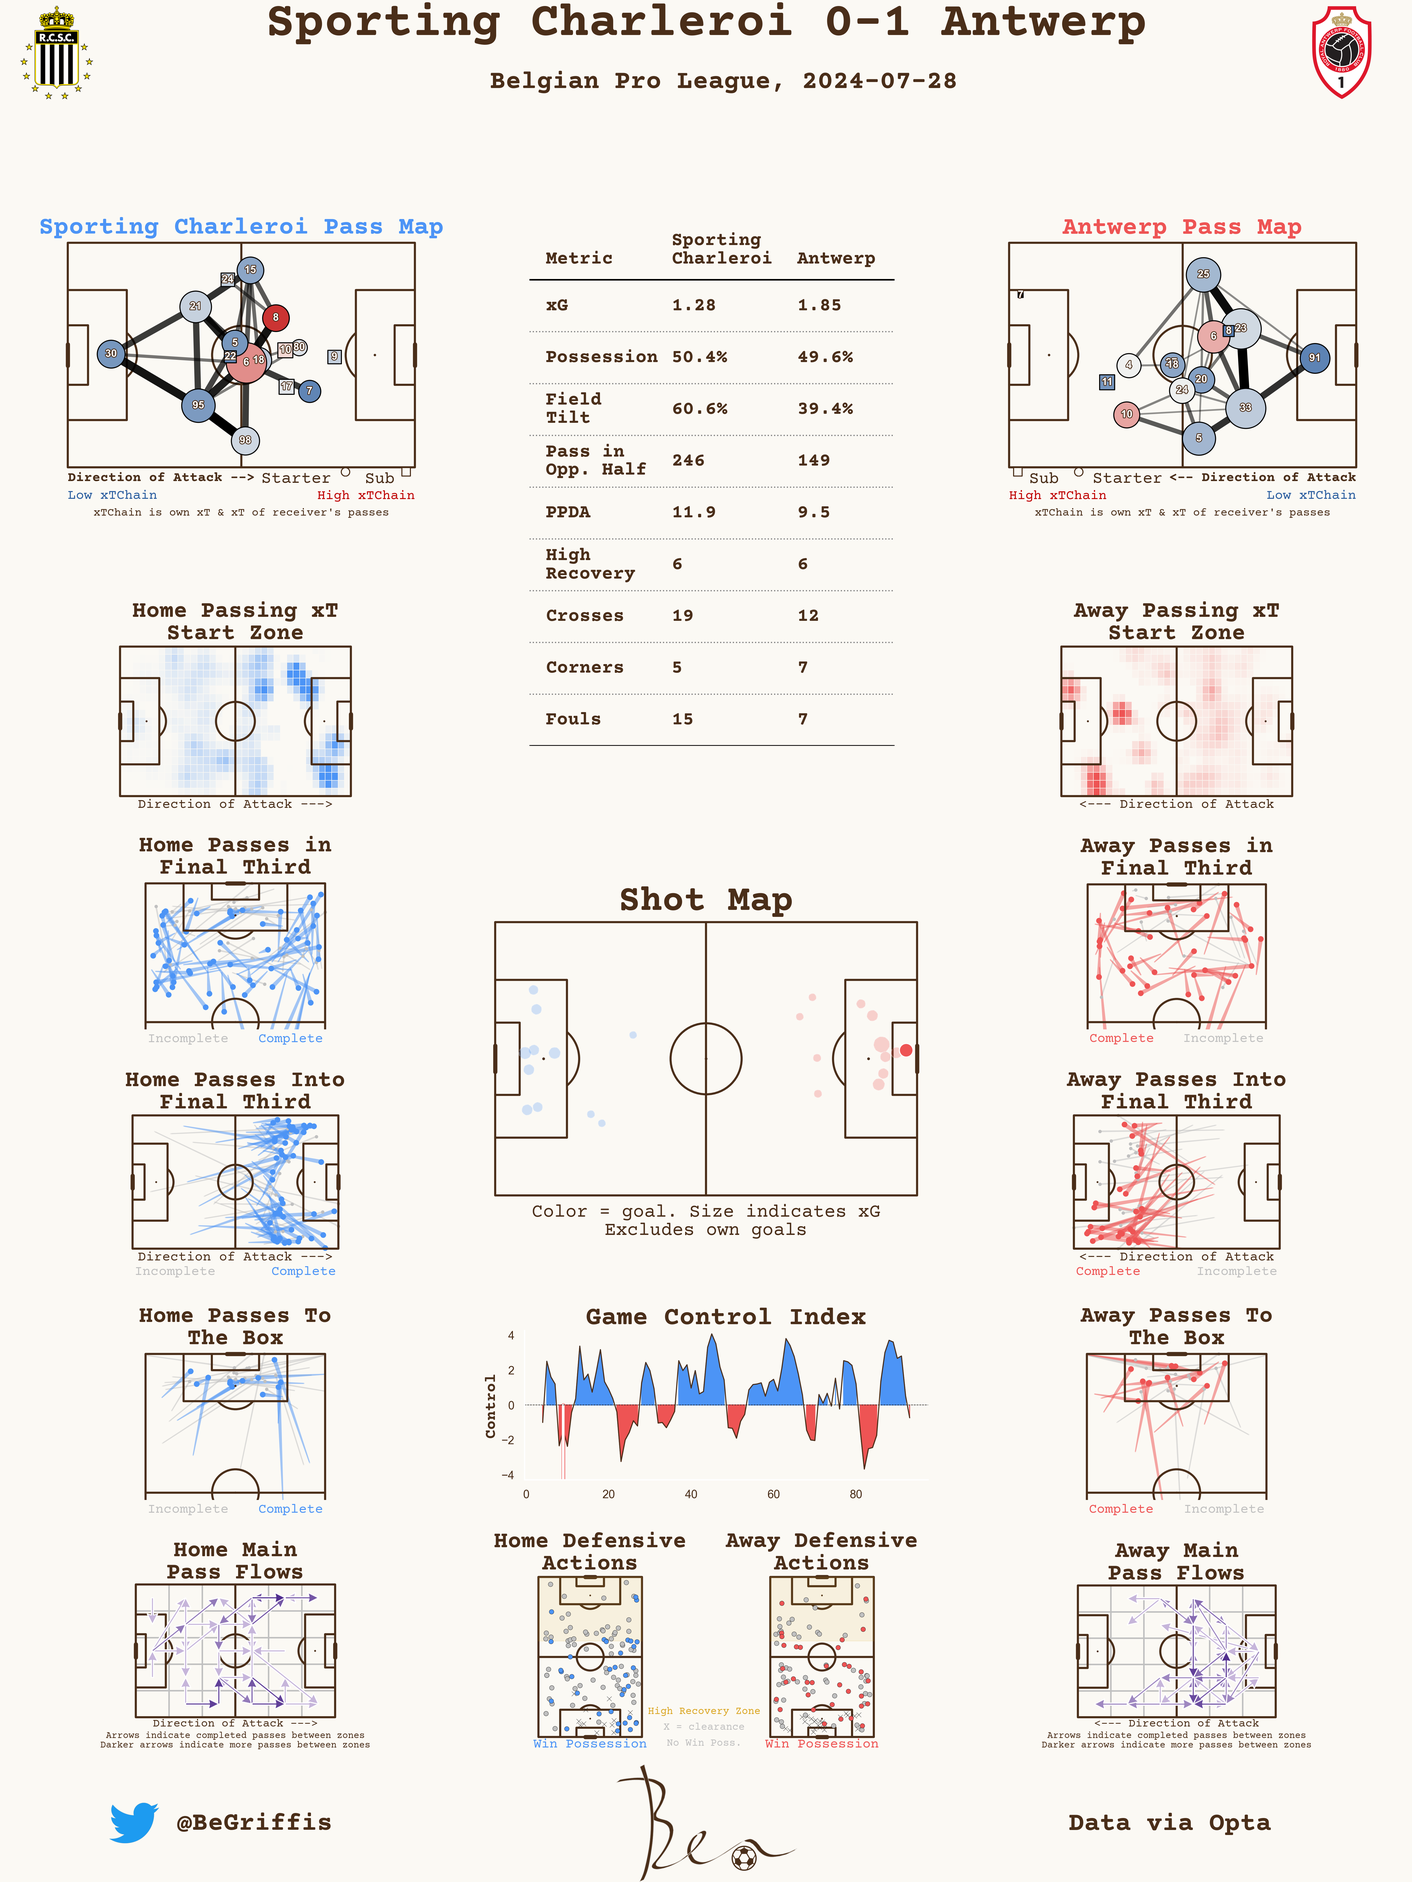 Sporting Charleroi 0-1 Antwerp
Belgian Pro League, 2024-07-28
R.C.S.C.
1
Sporting Charleroi Pass Map
24
15
21
8
5
30
22
6
18
10
80
9
17
7
95
98
Direction of Attack --> Starter Sub
Low xTChain High xTChain
xTChain is own xT & xT of receiver's passes
Metric Sporting Charleroi Antwerp
xG 1.28 1.85
Possession 50.4% 49.6%
Field Tilt 60.6% 39.4%
Pass in Opp. Half 246 149
PPDA 11.9 9.5
High Recovery 6 6
Crosses 19 12
Corners 5 7
Fouls 15 7
Antwerp Pass Map
25
7
8
23
6
91
4
18
11
20
24
10
33
5
Sub Starter <-- Direction of Attack
High xTChain Low xTChain
xTChain is own xT & xT of receiver's passes
Home Passing xT
Start Zone
Direction of Attack --->
Away Passing xT
Start Zone
<--- Direction of Attack
Home Passes in
Final Third
Incomplete Complete
Away Passes in
Final Third
Complete Incomplete
Shot Map
Color = goal. Size indicates xG
Excludes own goals
Home Passes Into
Final Third
Direction of Attack --->
Incomplete Complete
Away Passes Into
Final Third
<--- Direction of Attack
Complete Incomplete
Home Passes To
The Box
Incomplete Complete
Game Control Index
Control
4
2
0
−2
−4
0 20 40 60 80
Away Passes To
The Box
Complete Incomplete
Home Main
Pass Flows
Direction of Attack --->
Arrows indicate completed passes between zones
Darker arrows indicate more passes between zones
Home Defensive
Actions
Win Possession
Away Defensive
Actions
Win Possession
High Recovery Zone
X = clearance
No Win Poss.
Away Main
Pass Flows
<--- Direction of Attack
Arrows indicate completed passes between zones
Darker arrows indicate more passes between zones
@BeGriffis
Ben
Data via Opta